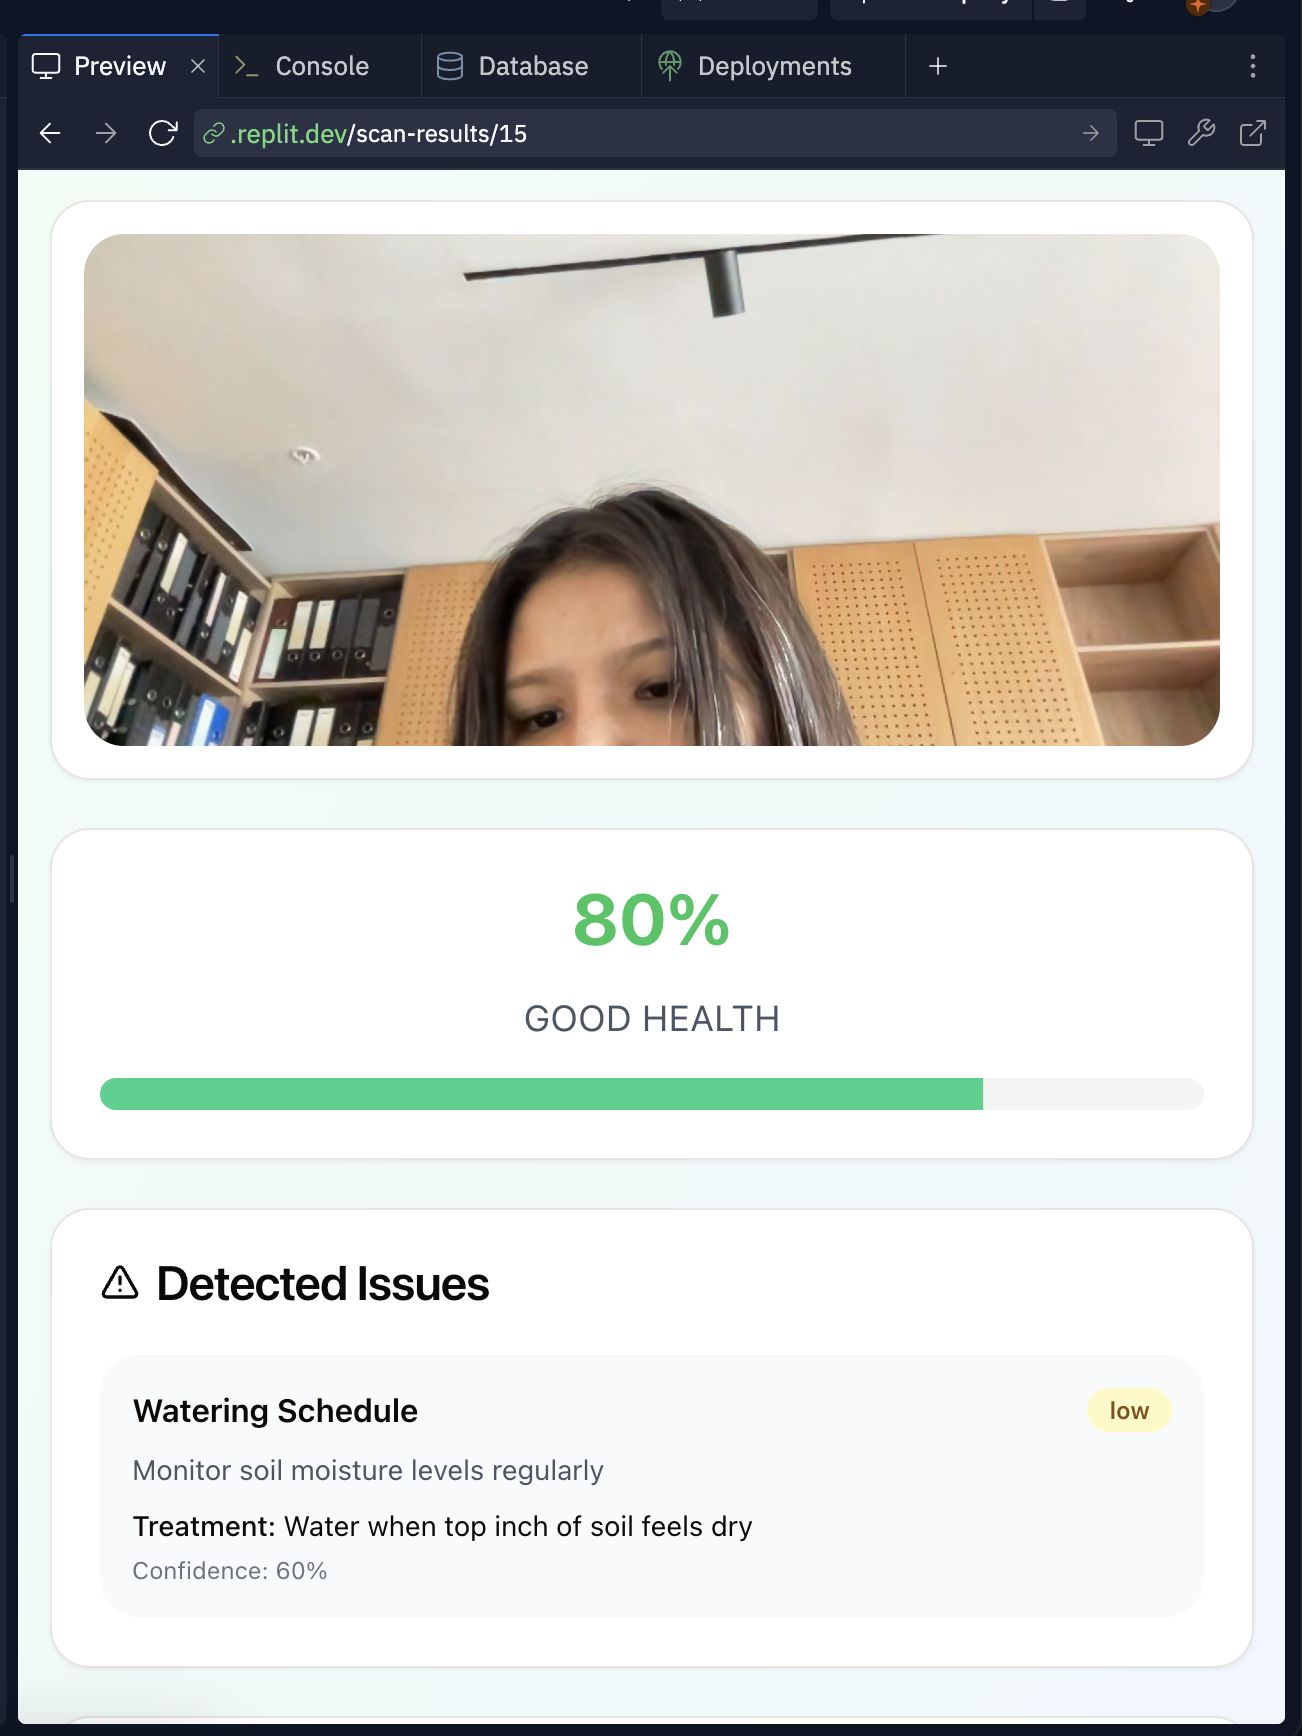 Preview
Console
Database
Deployments
.replit.dev/scan-results/15
80%
GOOD HEALTH
Detected Issues
Watering Schedule
low
Monitor soil moisture levels regularly
Treatment: Water when top inch of soil feels dry
Confidence: 60%